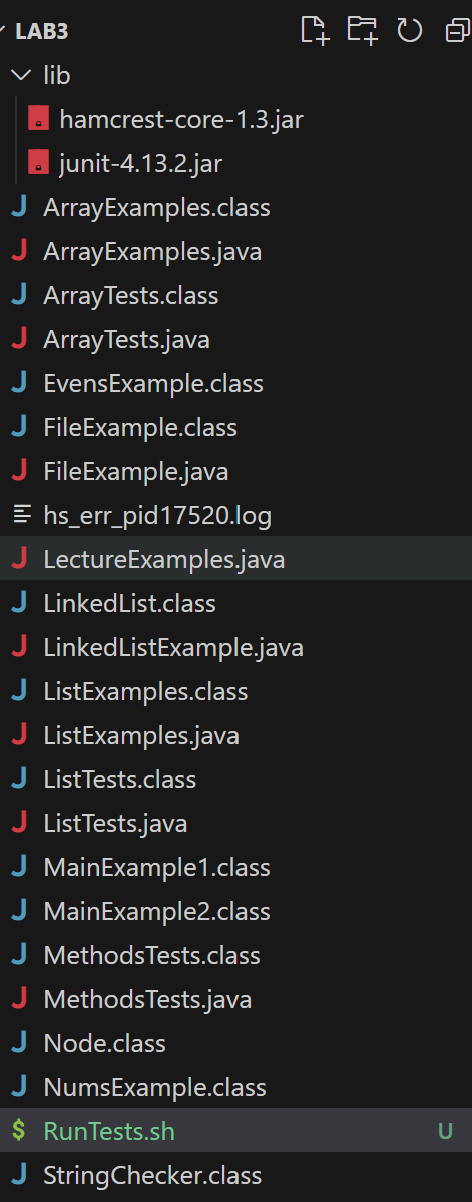 LAB3
lib
hamcrest-core-1.3.jar
junit-4.13.2.jar
ArrayExamples.class
ArrayExamples.java
ArrayTests.class
ArrayTests.java
EvensExample.class
FileExample.class
FileExample.java
hs_err_pid17520.log
LectureExamples.java
LinkedList.class
LinkedListExample.java
ListExamples.class
ListExamples.java
ListTests.class
ListTests.java
MainExample1.class
MainExample2.class
MethodsTests.class
MethodsTests.java
Node.class
NumsExample.class
$ RunTests.sh U
StringChecker.class